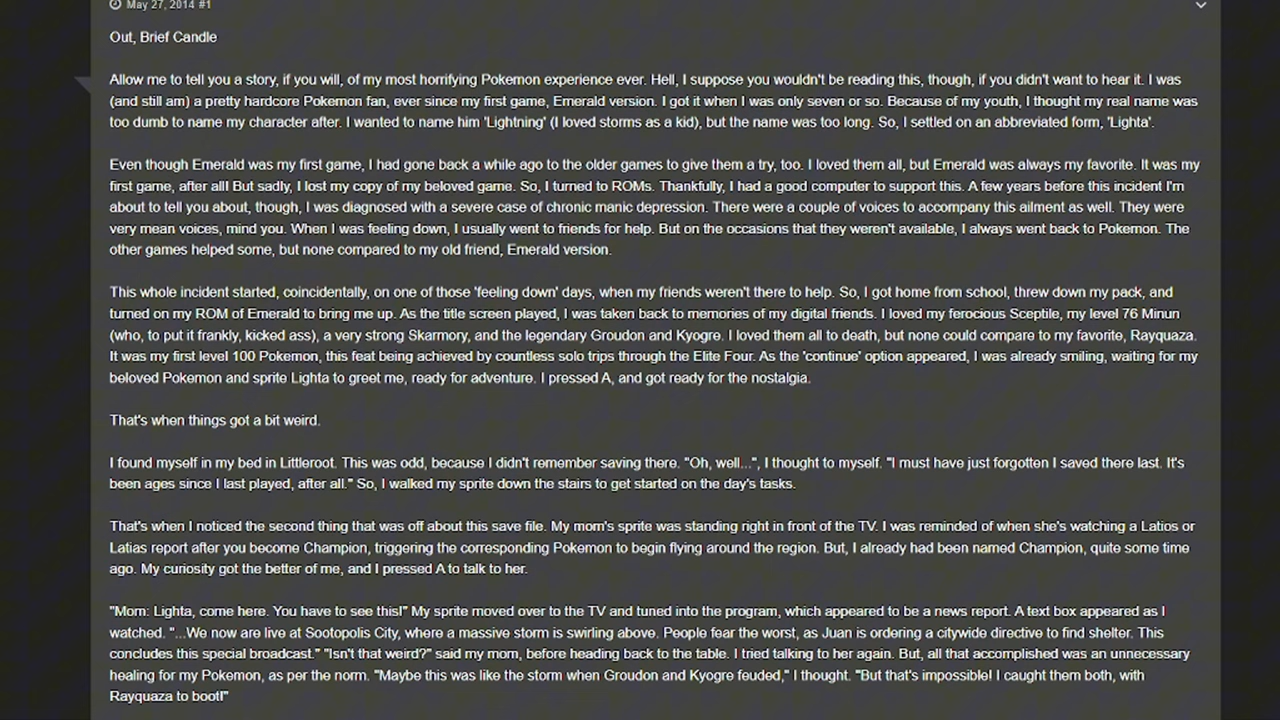 May 27, 2014 #1
Out, Brief Candle
Allow me to tell you a story, if you will, of my most horrifying Pokemon experience ever. Hell, I suppose you wouldn't be reading this, though, if you didn't want to hear it. I was
(and still am) a pretty hardcore Pokemon fan, ever since my first game, Emerald version. I got it when I was only seven or so. Because of my youth, I thought my real name was
too dumb to name my character after. I wanted to name him 'Lightning' (I loved storms as a kid), but the name was too long. So, I settled on an abbreviated form, 'Lighta'.
Even though Emerald was my first game, I had gone back a while ago to the older games to give them a try, too. I loved them all, but Emerald was always my favorite. It was my
first game, after all! But sadly, I lost my copy of my beloved game. So, I turned to ROMs. Thankfully, I had a good computer to support this. A few years before this incident I'm
about to tell you about, though, I was diagnosed with a severe case of chronic manic depression. There were a couple of voices to accompany this ailment as well. They were
very mean voices, mind you. When I was feeling down, I usually went to friends for help. But on the occasions that they weren't available, I always went back to Pokemon. The
other games helped some, but none compared to my old friend, Emerald version.
This whole incident started, coincidentally, on one of those 'feeling down' days, when my friends weren't there to help. So, I got home from school, threw down my pack, and
turned on my ROM of Emerald to bring me up. As the title screen played, I was taken back to memories of my digital friends. I loved my ferocious Sceptile, my level 76 Minun
(who, to put it frankly, kicked ass), a very strong Skarmory, and the legendary Groudon and Kyogre. I loved them all to death, but none could compare to my favorite, Rayquaza.
It was my first level 100 Pokemon, this feat being achieved by countless solo trips through the Elite Four. As the 'continue' option appeared, I was already smiling, waiting for my
beloved Pokemon and sprite Lighta to greet me, ready for adventure. I pressed A, and got ready for the nostalgia.
That's when things got a bit weird.
I found myself in my bed in Littleroot. This was odd, because I didn't remember saving there. "Oh, well...", I thought to myself. "I must have just forgotten I saved there last. It's
been ages since I last played, after all." So, I walked my sprite down the stairs to get started on the day's tasks.
That's when I noticed the second thing that was off about this save file. My mom's sprite was standing right in front of the TV. I was reminded of when she's watching a Latios or
Latias report after you become Champion, triggering the corresponding Pokemon to begin flying around the region. But, I already had been named Champion, quite some time
ago. My curiosity got the better of me, and I pressed A to talk to her.
"Mom: Lighta, come here. You have to see this!" My sprite moved over to the TV and tuned into the program, which appeared to be a news report. A text box appeared as I
watched. "...We now are live at Sootopolis City, where a massive storm is swirling above. People fear the worst, as Juan is ordering a citywide directive to find shelter. This
concludes this special broadcast." "Isn't that weird?" said my mom, before heading back to the table. I tried talking to her again. But, all that accomplished was an unnecessary
healing for my Pokemon, as per the norm. "Maybe this was like the storm when Groudon and Kyogre feuded," I thought. "But that's impossible! I caught them both, with
Rayquaza to boot!"